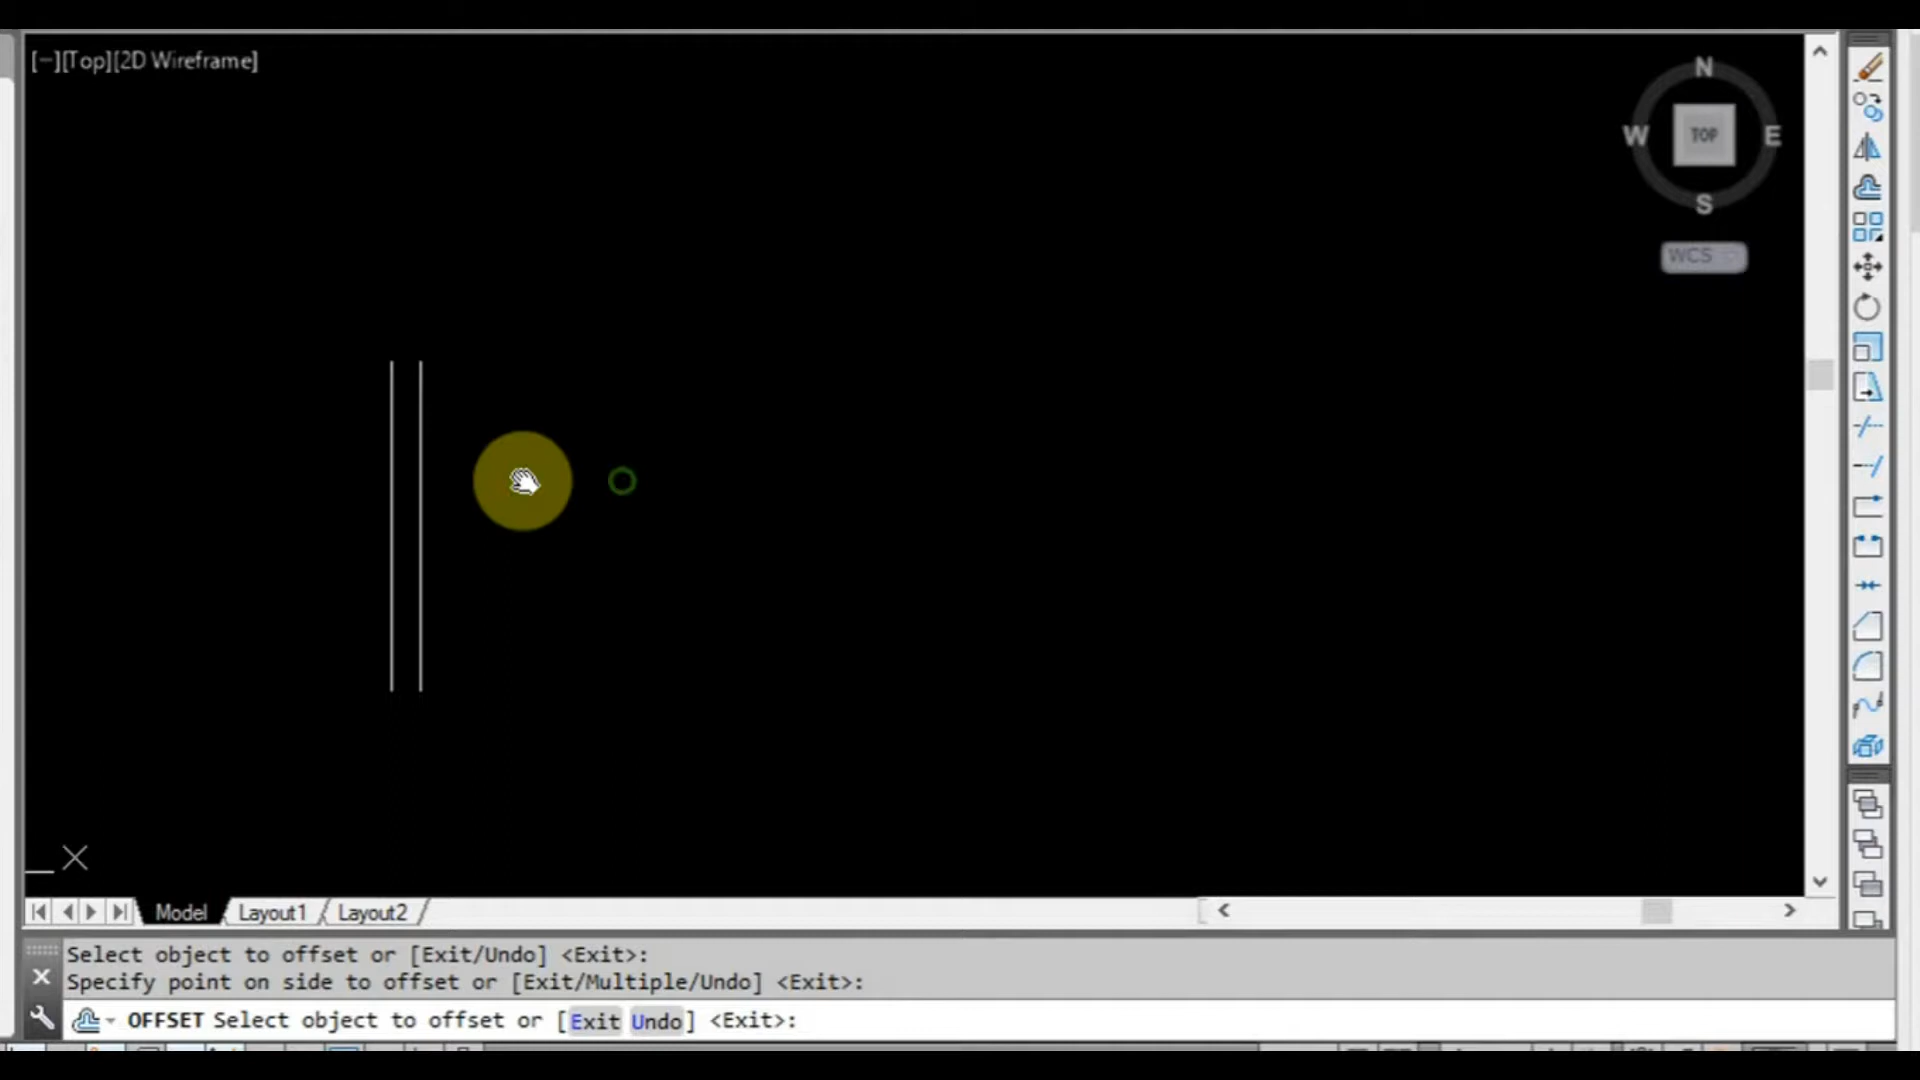 [−][Top][2D Wireframe]
N
W TOP E
S
WCS
Model Layout1 Layout2
Select object to offset or [Exit/Undo] <Exit>:
Specify point on side to offset or [Exit/Multiple/Undo] <Exit>:
OFFSET Select object to offset or [Exit Undo] <Exit>: